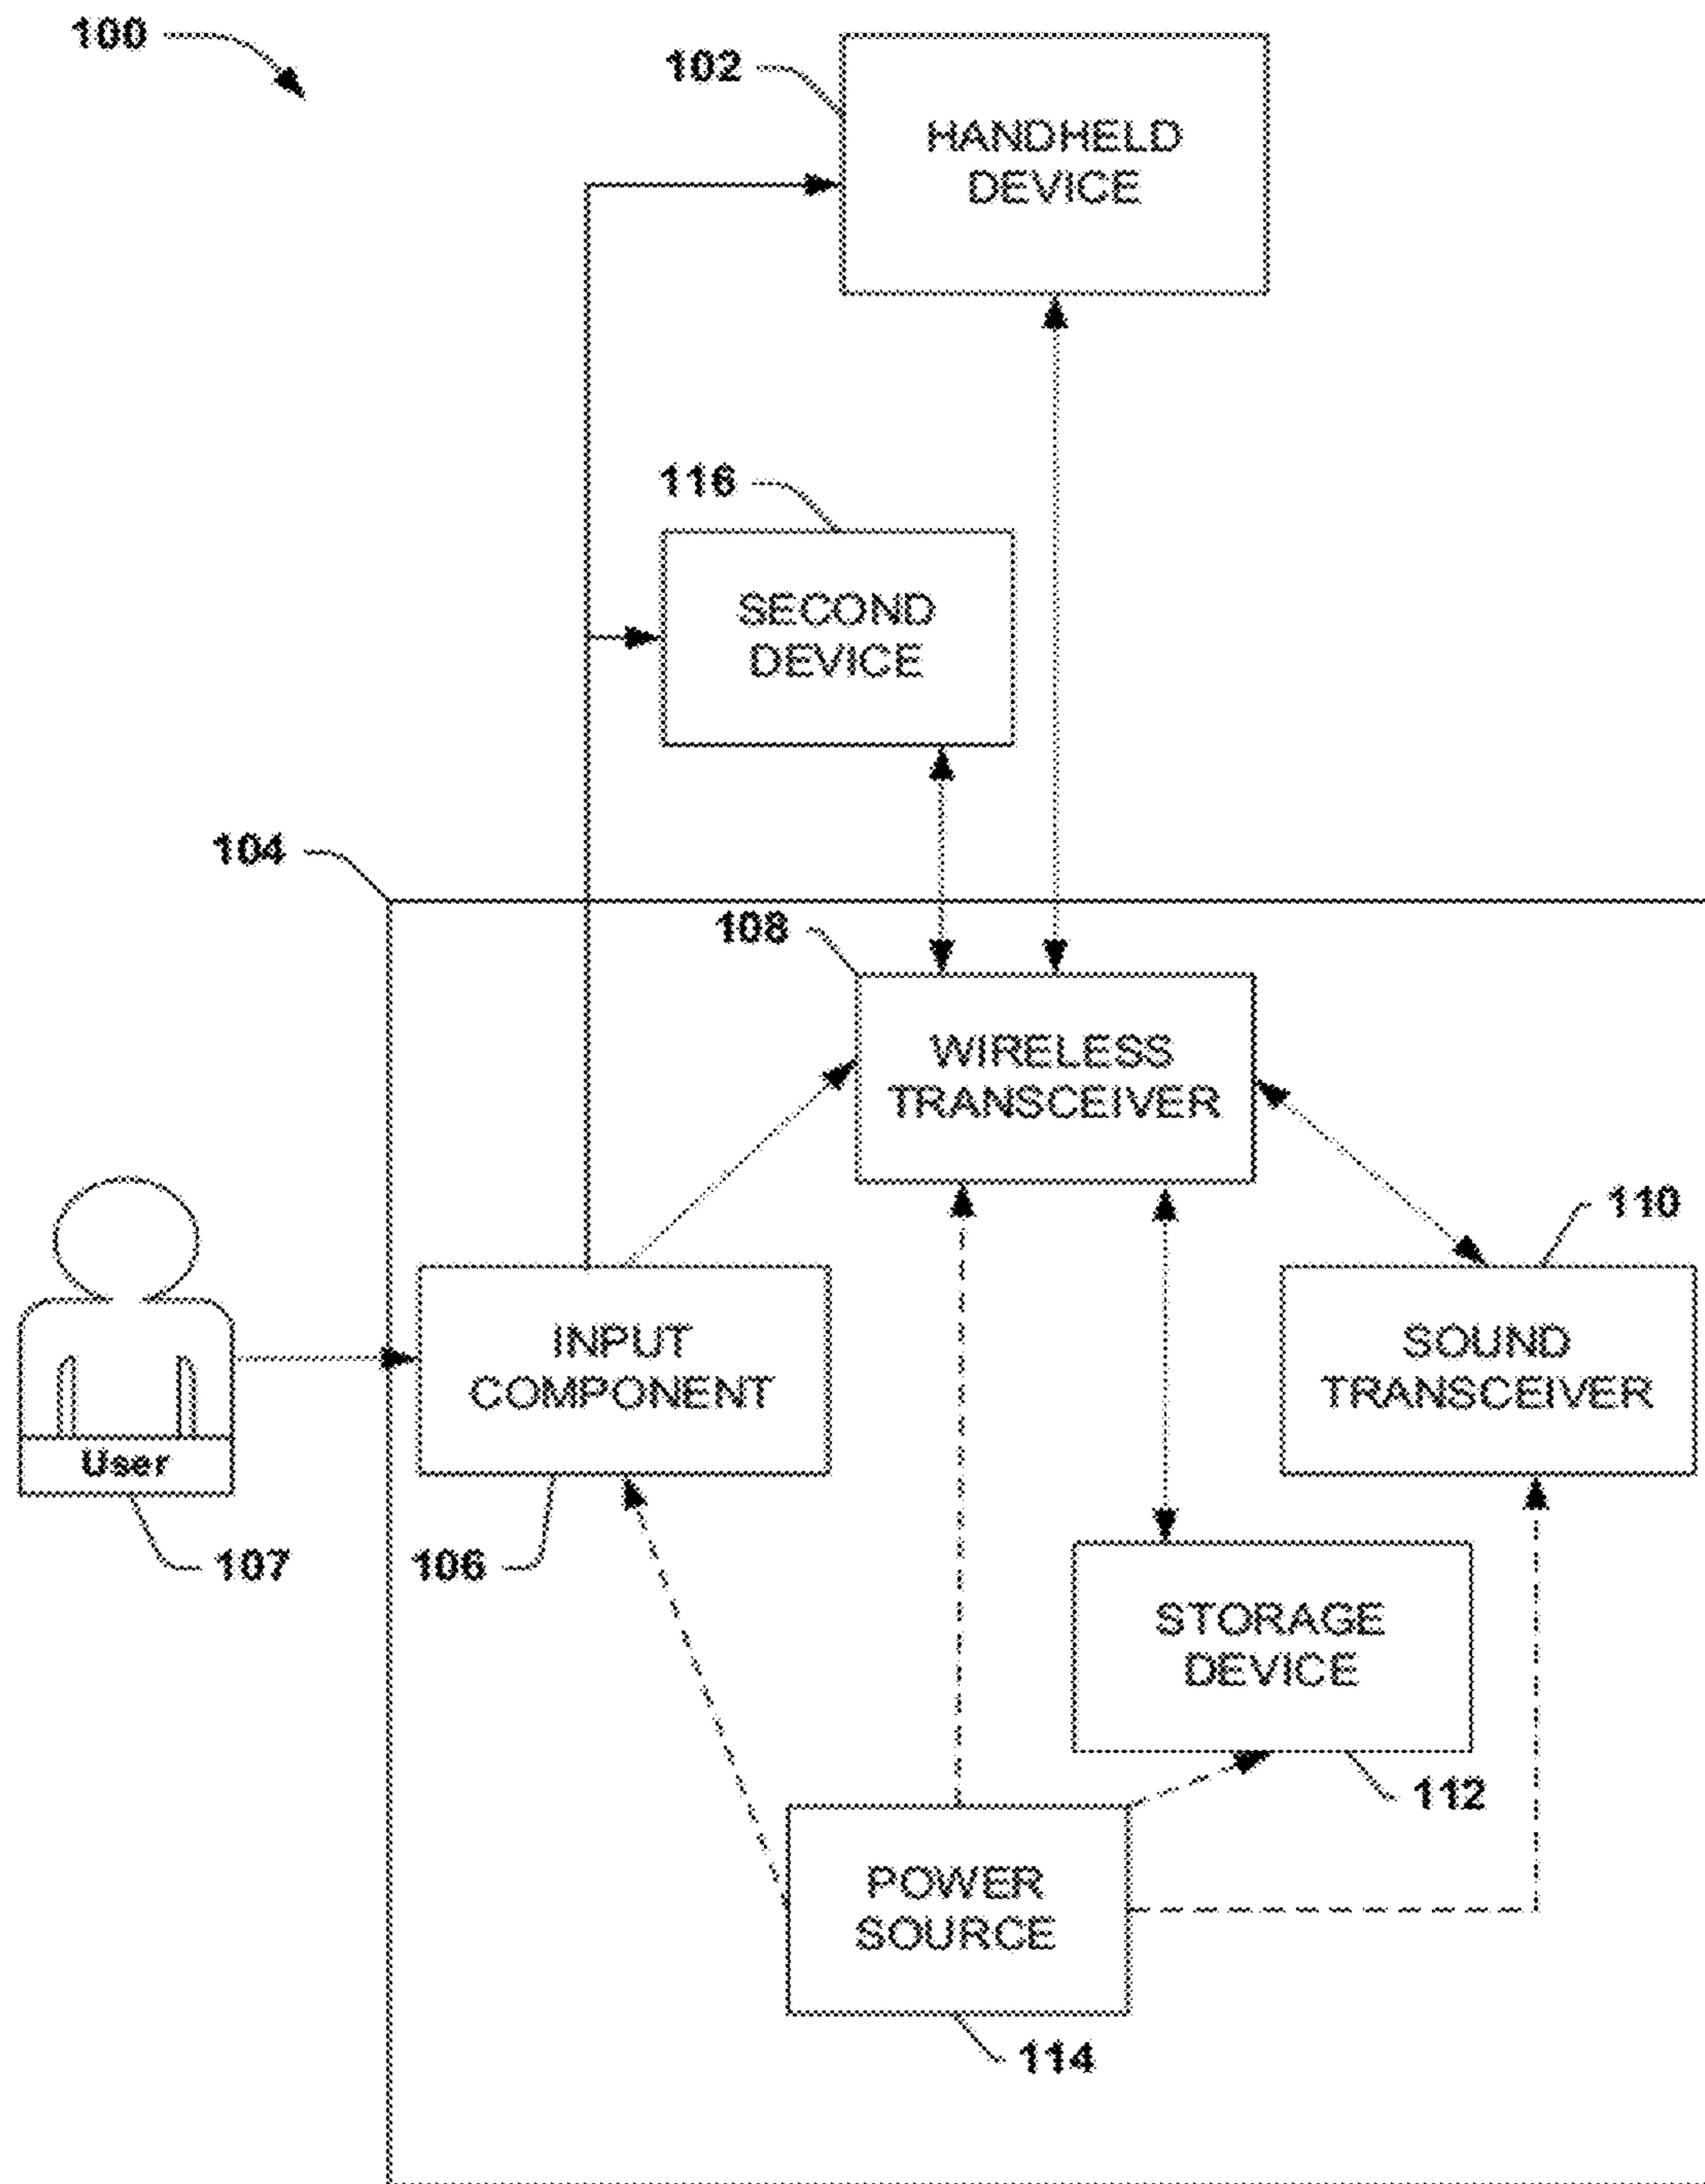 100
102
HANDHELD
DEVICE
116
SECOND
DEVICE
104
108
WIRELESS
TRANSCEIVER
110
INPUT
COMPONENT
SOUND
TRANSCEIVER
User
107
106
STORAGE
DEVICE
112
POWER
SOURCE
114